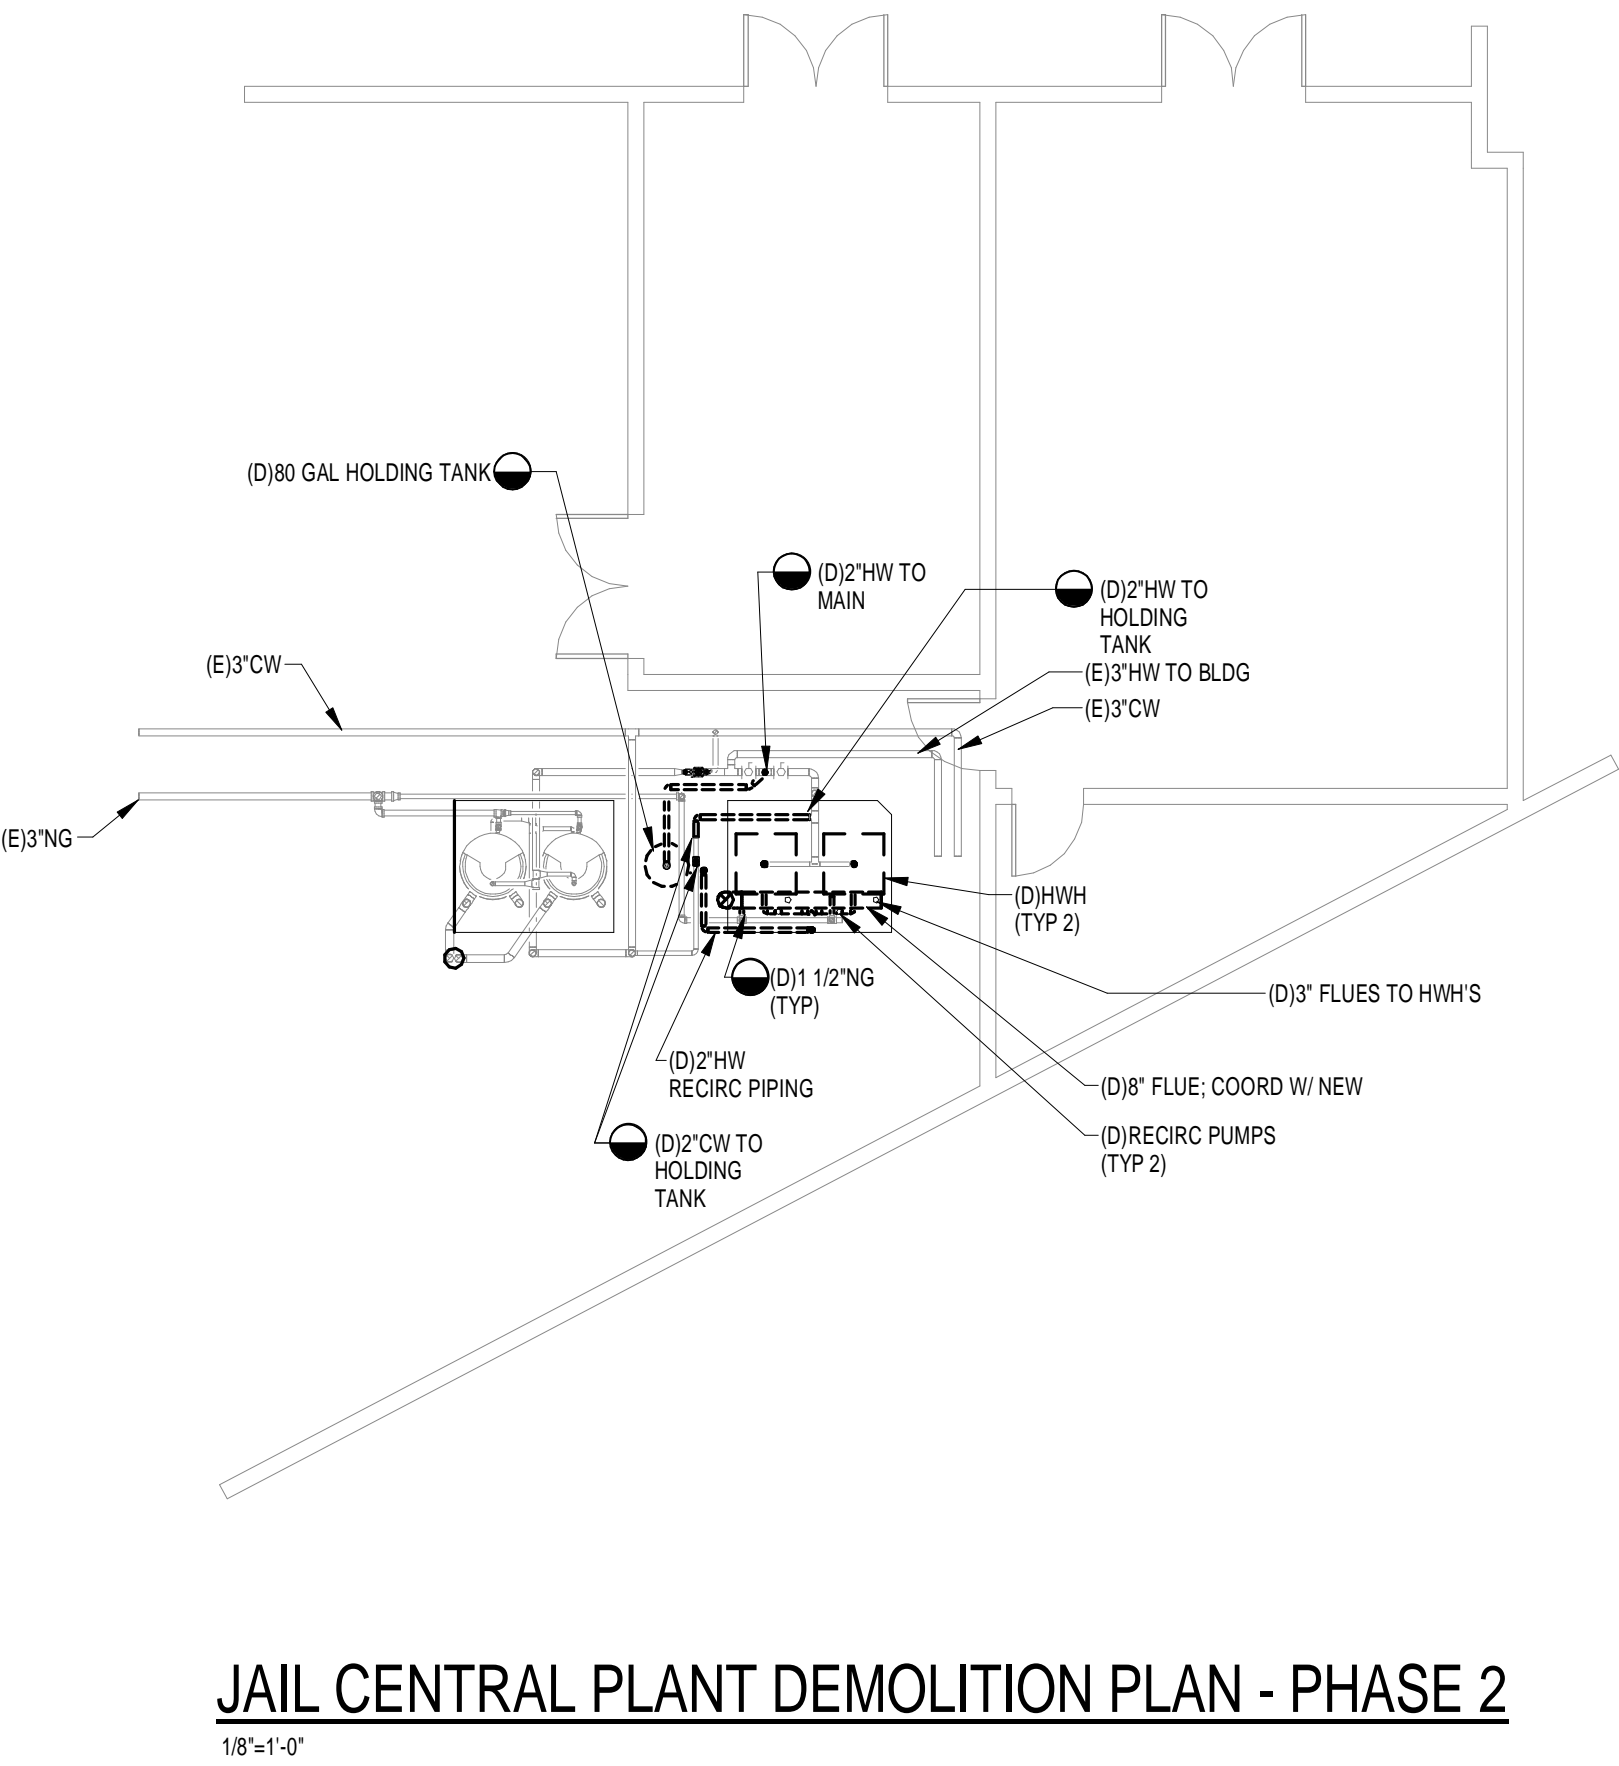 (D)80 GAL HOLDING TANK
(D)2"HW TO
MAIN
(D)2"HW TO
HOLDING
TANK
(E)3"CW
(E)3"HW TO BLDG
(E)3"CW
(E)3"NG
(D)HWH
(TYP 2)
(D)1 1/2"NG
(TYP)
(D)3" FLUES TO HWH'S
(D)2"HW
RECIRC PIPING
(D)8" FLUE; COORD W/ NEW
(D)RECIRC PUMPS
(TYP 2)
(D)2"CW TO
HOLDING
TANK
JAIL CENTRAL PLANT DEMOLITION PLAN - PHASE 2
1/8"=1'-0"